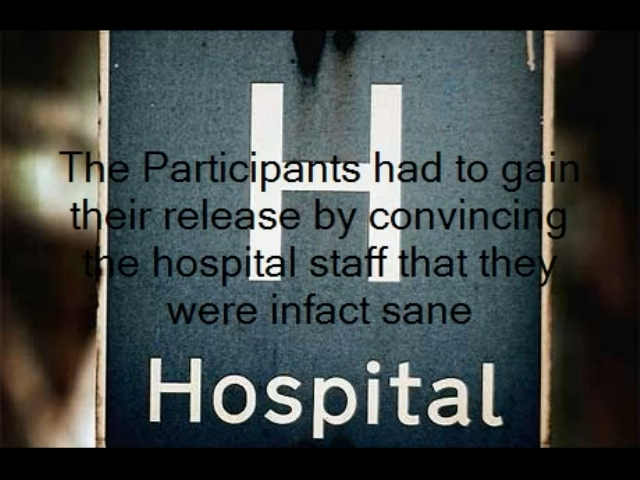 H
The Participants had to gain
their release by convincing
the hospital staff that they
were infact sane
Hospital